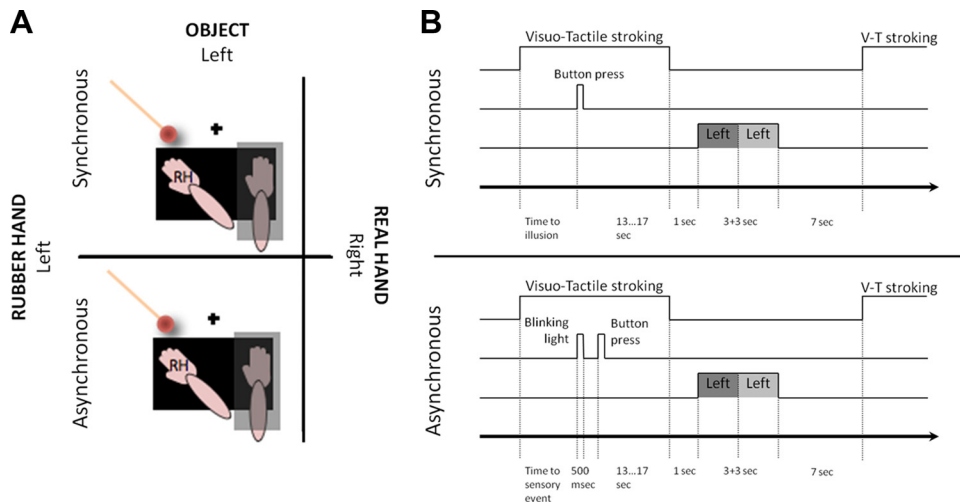 A
OBJECT
Left
RUBBER HAND
Left
Synchronous
RH
REAL HAND
Right
Asynchronous
RH
B
Synchronous
Visuo-Tactile stroking
V-T stroking
Button press
Left Left
Time to
illusion
13...17
sec
1 sec
3+3 sec
7 sec
Asynchronous
Visuo-Tactile stroking
V-T stroking
Blinking
light
Button
press
Left Left
Time to
sensory
event
500
msec
13...17
sec
1 sec
3+3 sec
7 sec